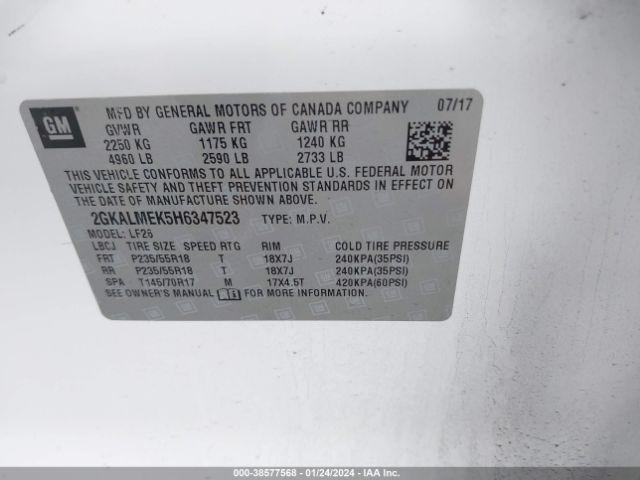 GM
MFD BY GENERAL MOTORS OF CANADA COMPANY 07/17
GVWR GAWR FRT GAWR RR
2250 KG 1175 KG 1240 KG
4960 LB 2590 LB 2733 LB
THIS VEHICLE CONFORMS TO ALL APPLICABLE U.S. FEDERAL MOTOR
VEHICLE SAFETY AND THEFT PREVENTION STANDARDS IN EFFECT ON
THE DATE OF MANUFACTURE SHOWN ABOVE.
2GKALMEK5H6347523 TYPE: M.P.V.
MODEL: LF26
LBCJ TIRE SIZE SPEED RTG RIM COLD TIRE PRESSURE
FRT P235/55R18 T 18X7J 240KPA(35PSI)
RR P235/55R18 T 18X7J 240KPA(35PSI)
SPA T145/70R17 M 17X4.5T 420KPA(60PSI)
SEE OWNER'S MANUAL FOR MORE INFORMATION.
000-38577568 - 01/24/2024 - IAAI.COM